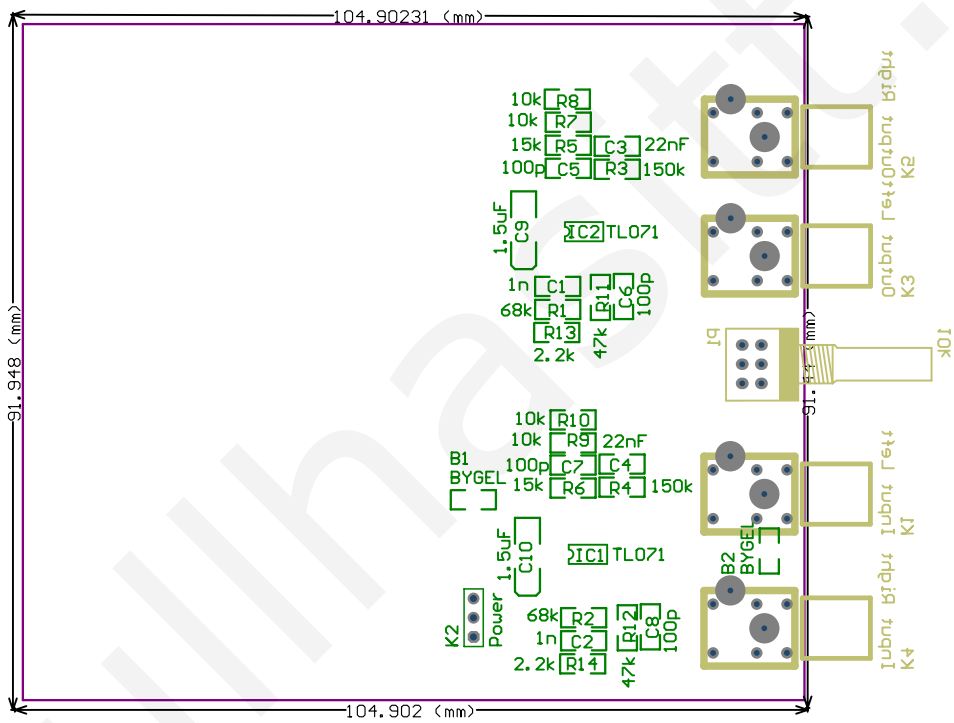 104.90231 (mm)
10k R8
10k R7
15k R5 C3 22nF
100p C5 R3 150k
1.5uF C9 IC2 TL071
1n C1 R11 C6 100p
68k R1
R13 47k
2.2k
91.948 (mm)
Output Right K5
Output Left K3
P1 10K
91.44 (mm)
10k R10
10k R9 22nF
100p C7 C4
15k R6 R4 150k
B1
BYGEL
1.5uF C10 IC1 TL071
B2
BYGEL
Input Left K1
Input Right K4
K2 Power
68k R2 R12 C8 100p
1n C2
2.2k R14 47k
104.902 (mm)